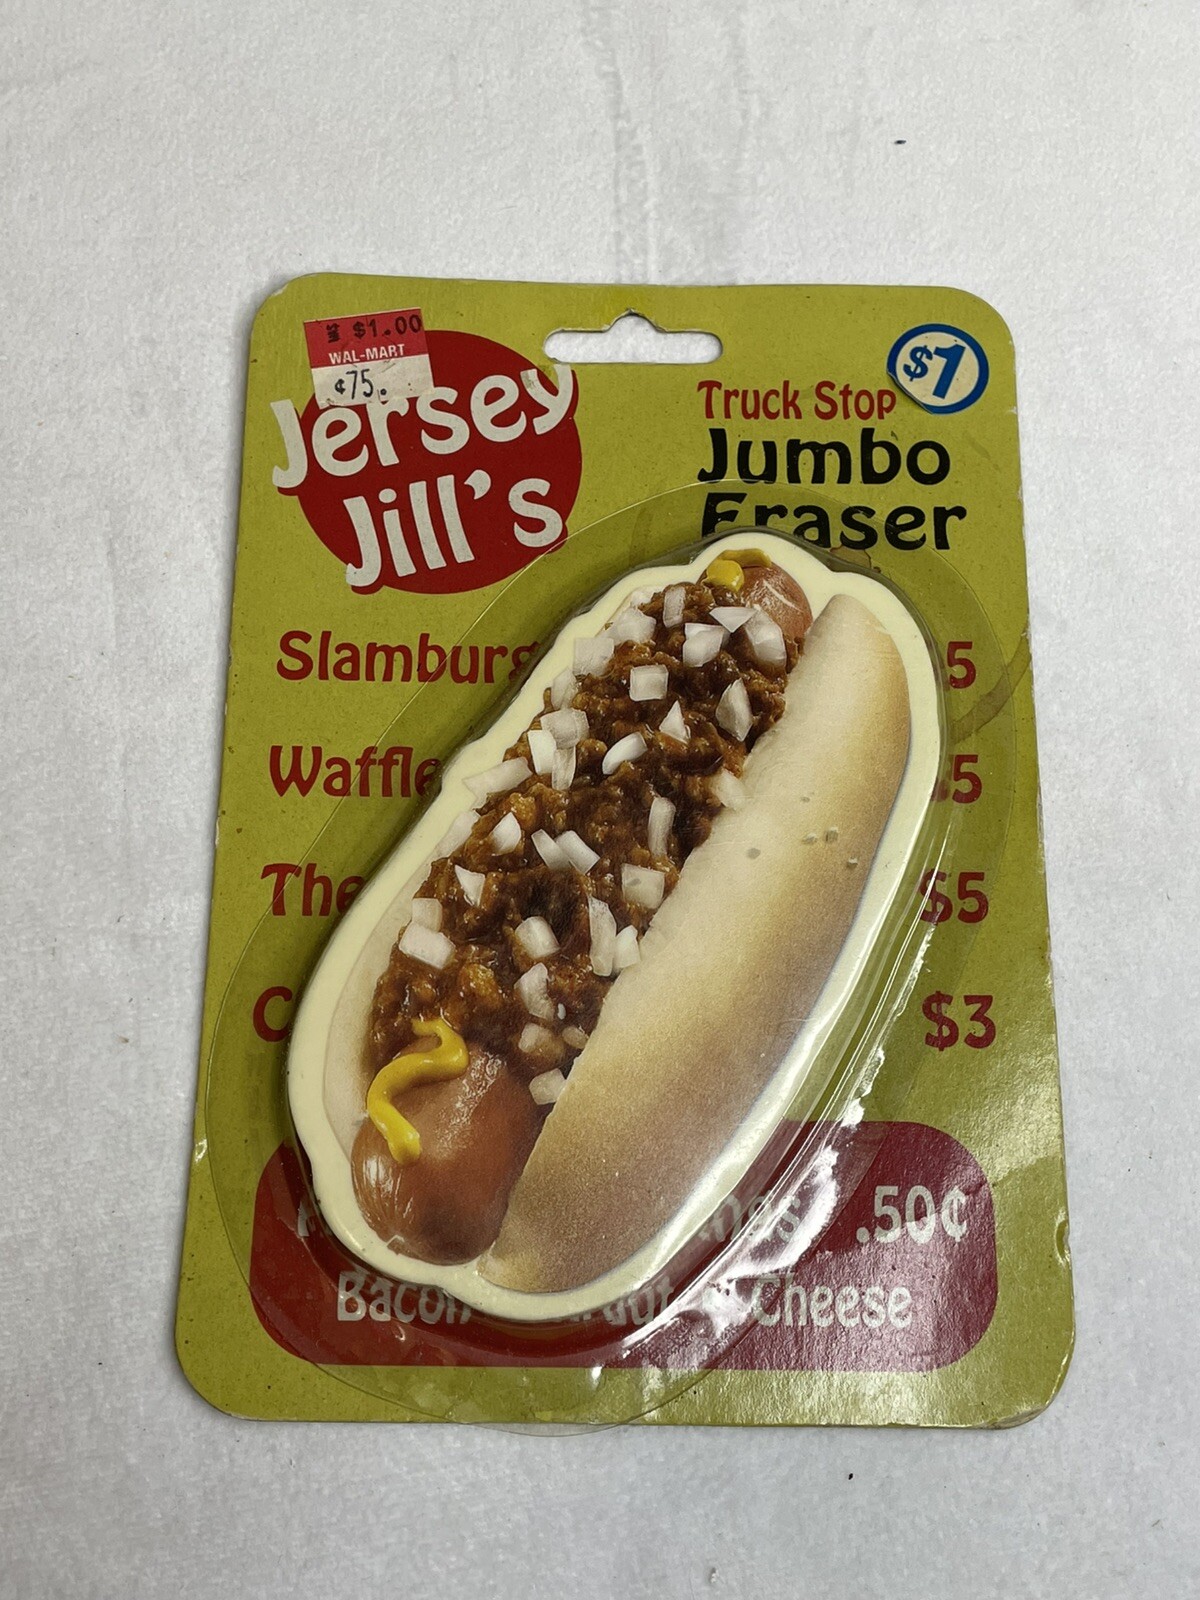 $1.00
WAL-MART
¢75.
Jersey
Jill's
$1
Truck Stop
Jumbo
Eraser
Slamburg 5
Waffle $5
The $5
C $3
.50¢
Bacon Cheese